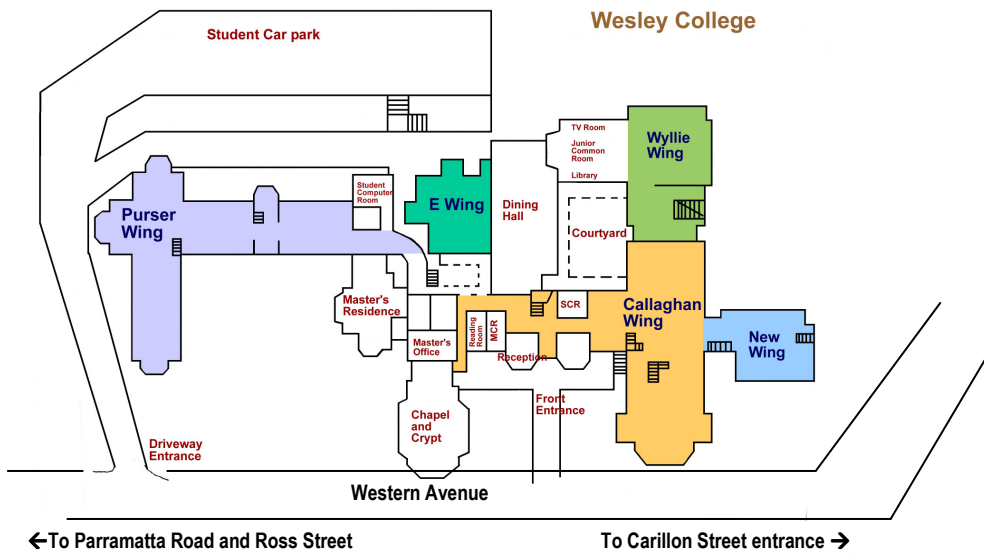 Wesley College
Student Car park
TV Room
Junior
Common
Room
Library
Wyllie
Wing
Student
Computer
Room
E Wing
Dining
Hall
Purser
Wing
Courtyard
Master's
Residence
SCR
Callaghan
Wing
Reading
Room
MCR
Master's
Office
Reception
New
Wing
Front
Entrance
Chapel
and
Crypt
Driveway
Entrance
Western Avenue
←To Parramatta Road and Ross Street
To Carillon Street entrance →